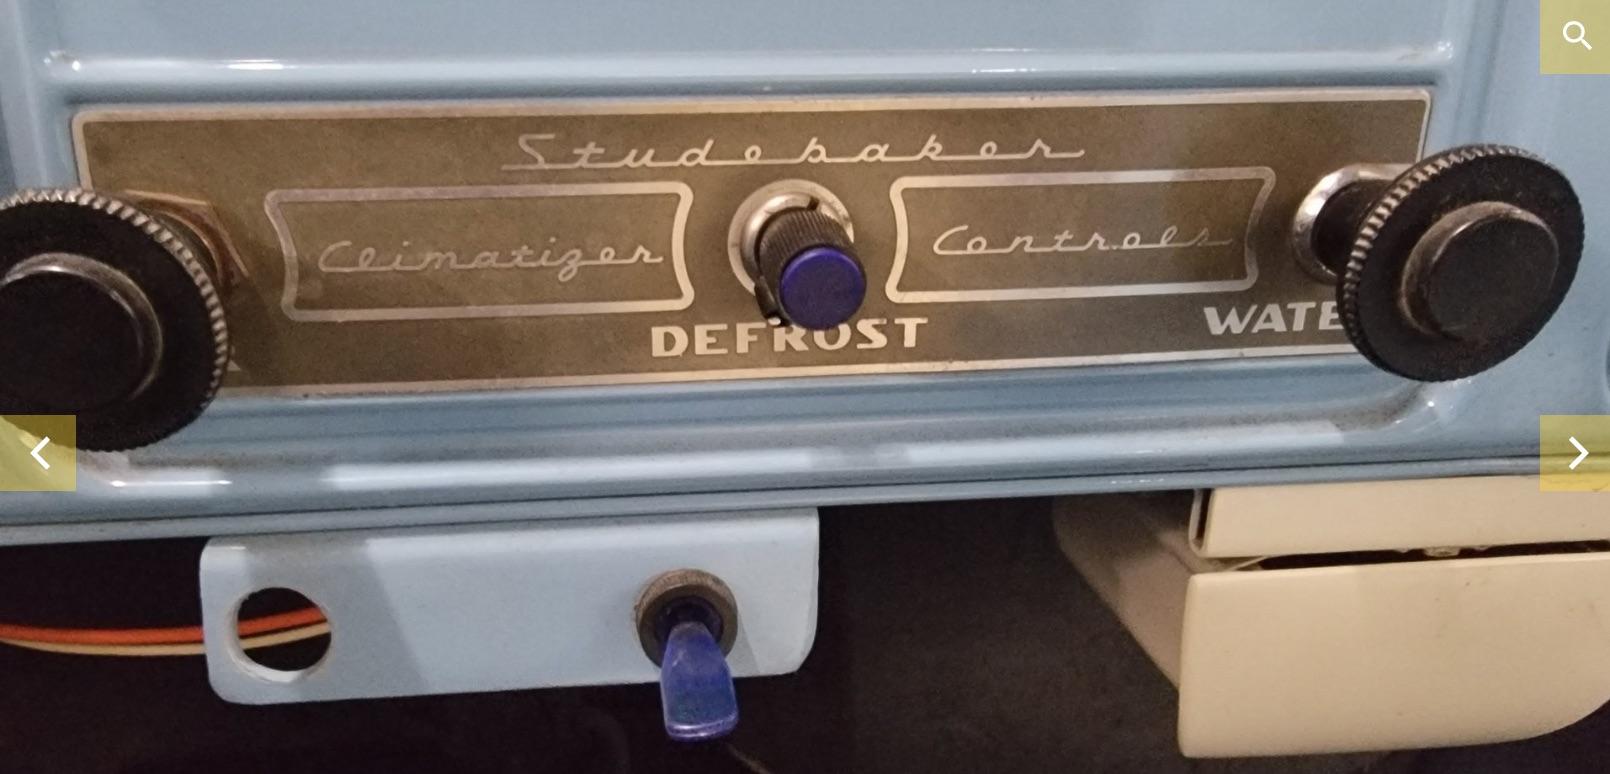 Studebaker
Climatizer
Controls
DEFROST
WATE